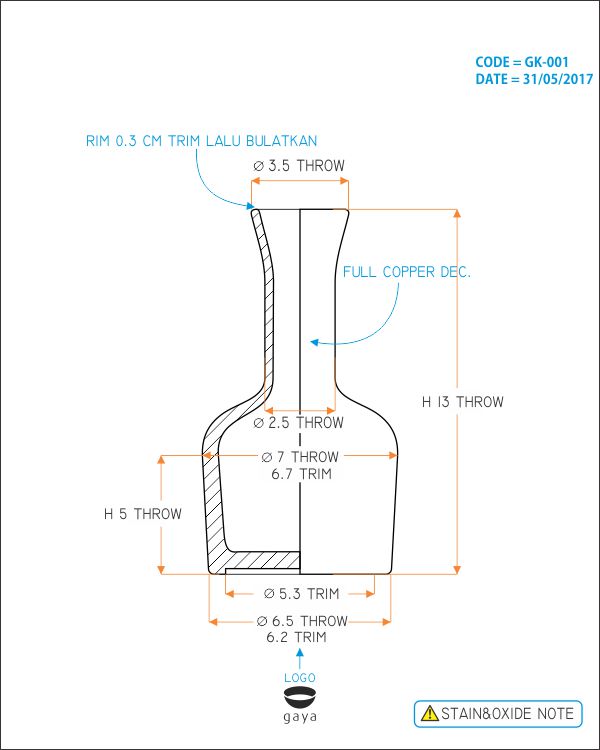 CODE = GK-001
DATE = 31/05/2017
RIM 0.3 CM TRIM LALU BULATKAN
Ø 3.5 THROW
FULL COPPER DEC.
H 13 THROW
Ø 2.5 THROW
Ø 7 THROW
6.7 TRIM
H 5 THROW
Ø 5.3 TRIM
Ø 6.5 THROW
6.2 TRIM
LOGO
gaya
STAIN&OXIDE NOTE